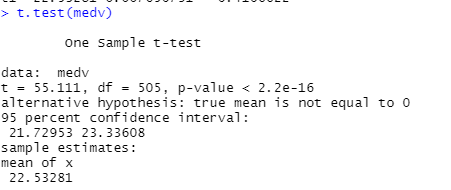 > t.test(medv)
One Sample t-test
data: medv
t = 55.111, df = 505, p-value < 2.2e-16
alternative hypothesis: true mean is not equal to 0
95 percent confidence interval:
21.72953 23.33608
sample estimates:
mean of x
22.53281